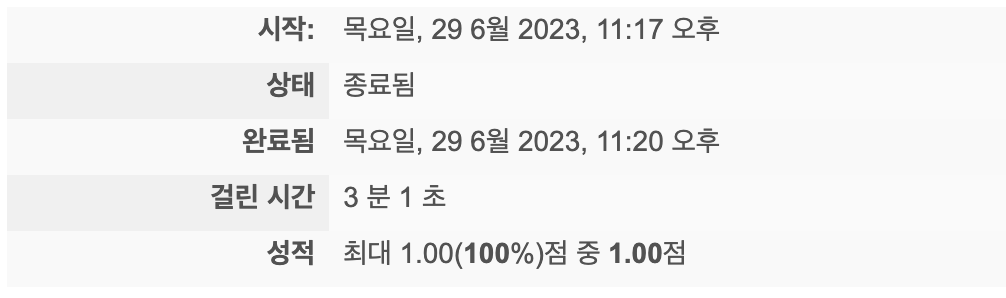 시작: 목요일, 29 6월 2023, 11:17 오후
상태 종료됨
완료됨 목요일, 29 6월 2023, 11:20 오후
걸린 시간 3 분 1 초
성적 최대 1.00(100%)점 중 1.00점